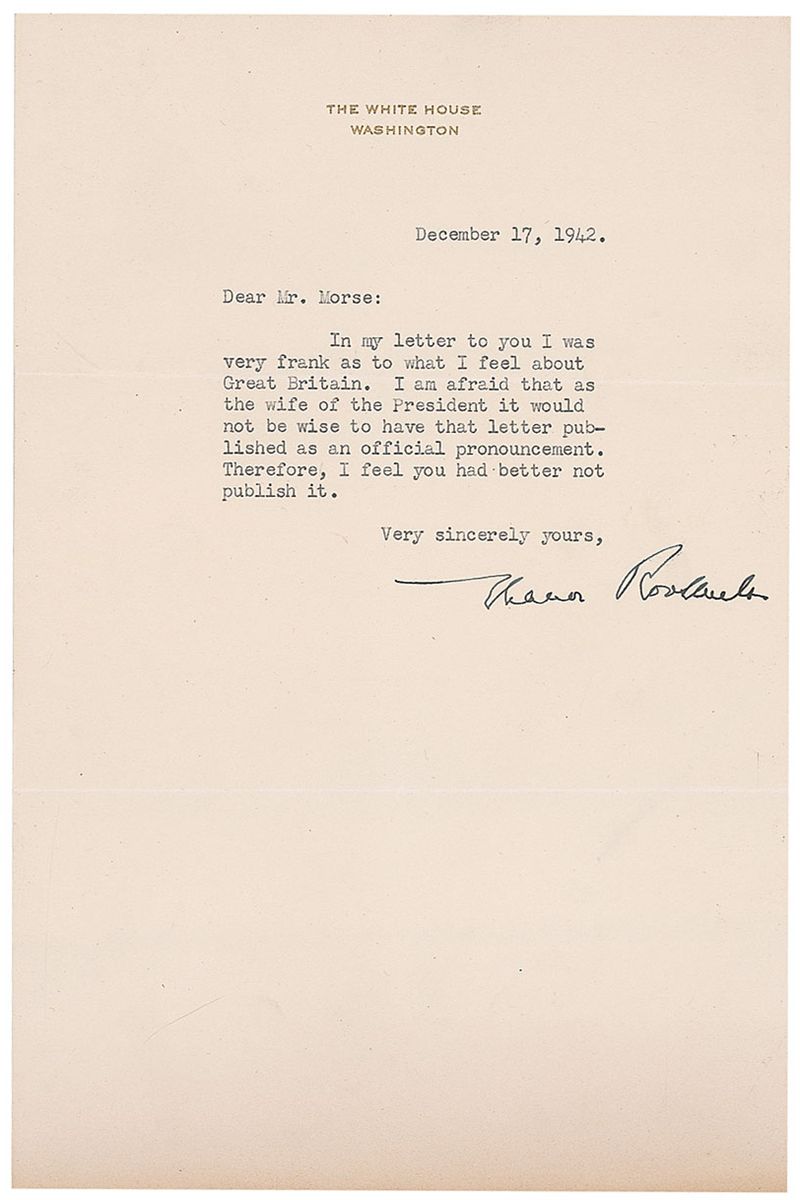 THE WHITE HOUSE
WASHINGTON
December 17, 1942.
Dear Mr. Morse:
In my letter to you I was
very frank as to what I feel about
Great Britain. I am afraid that as
the wife of the President it would
not be wise to have that letter pub-
lished as an official pronouncement.
Therefore, I feel you had better not
publish it.
Very sincerely yours,
Eleanor Roosevelt